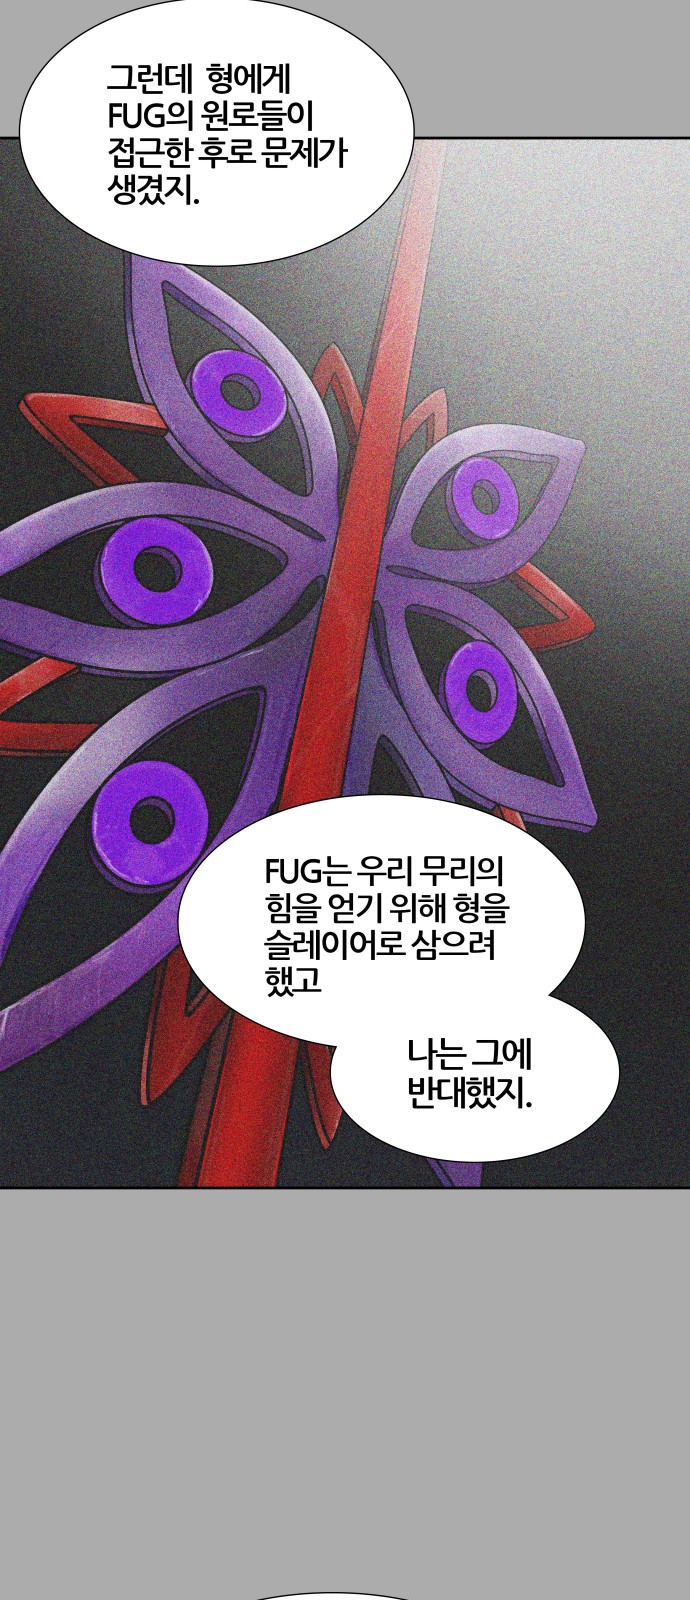 그런데 형에게
FUG의 원로들이
접근한 후로 문제가
생겼지.
FUG는 우리 무리의
힘을 얻기 위해 형을
슬레이어로 삼으려
했고
나는 그에
반대했지.